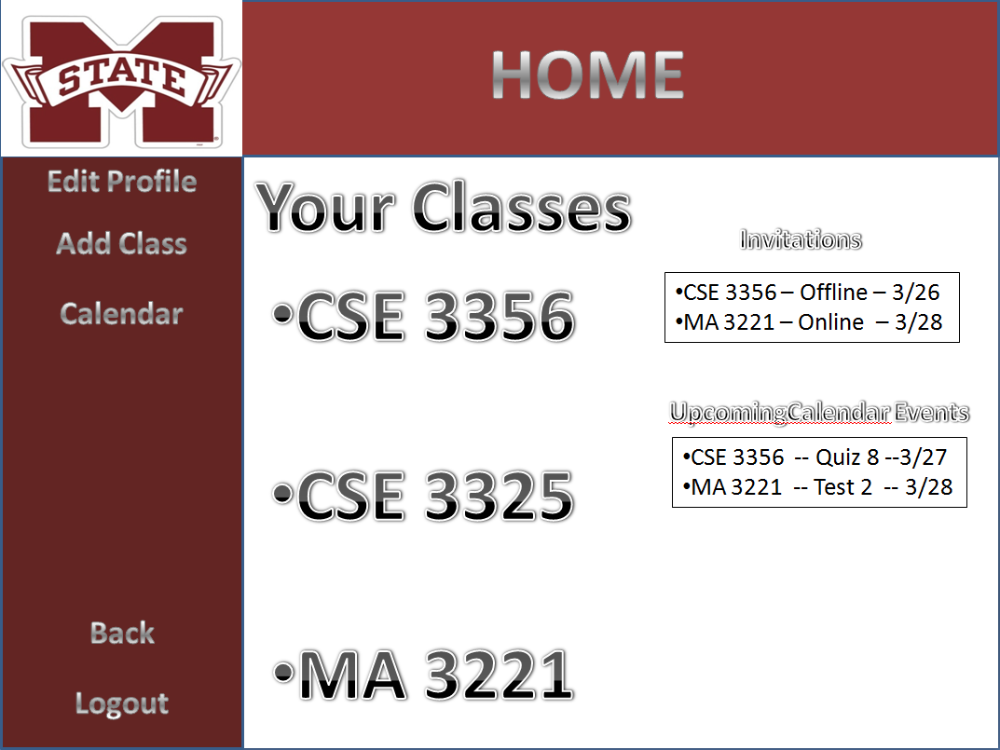 STATE
HOME
Edit Profile
Add Class
Calendar
Back
Logout
Your Classes
•CSE 3356
•CSE 3325
•MA 3221
Invitations
•CSE 3356 – Offline – 3/26
•MA 3221 – Online  – 3/28
UpcomingCalendar Events
•CSE 3356  -- Quiz 8 --3/27
•MA 3221  -- Test 2  -- 3/28